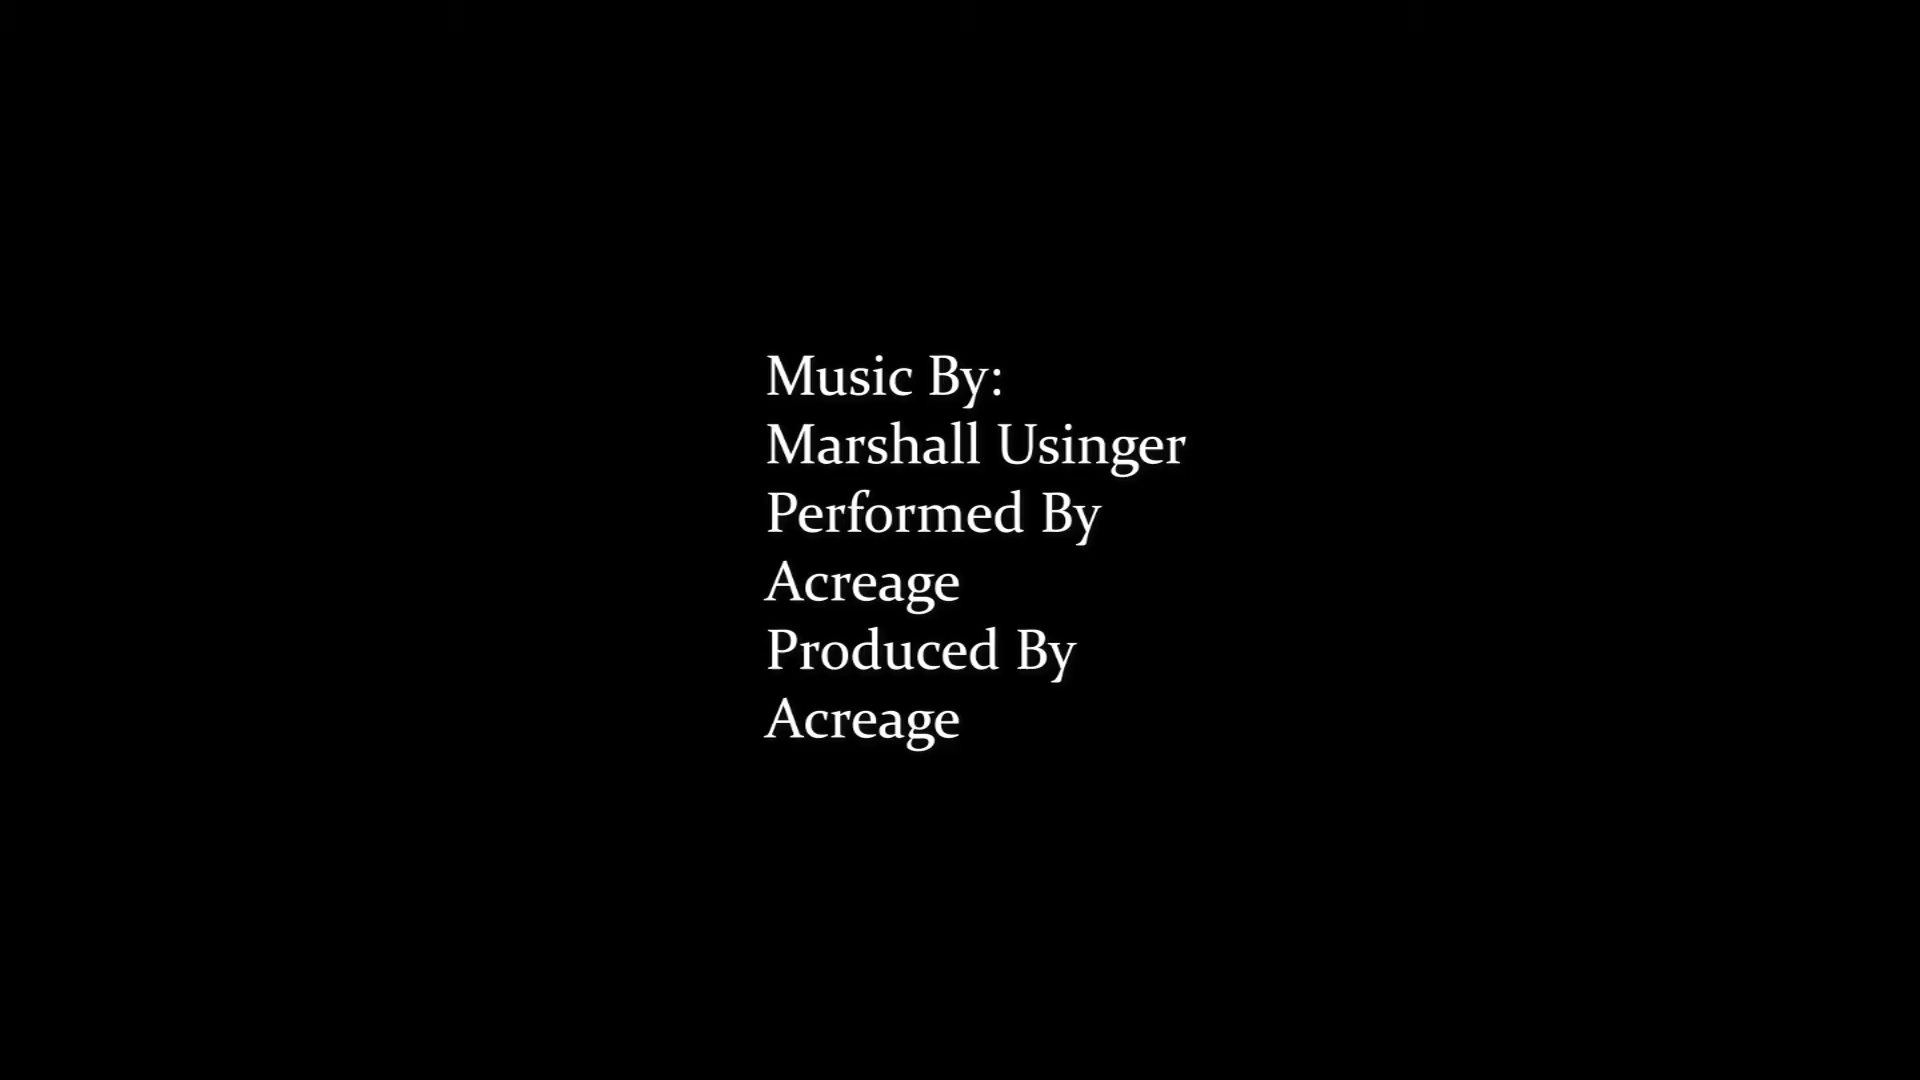 Music By:
Marshall Usinger
Performed By
Acreage
Produced By
Acreage